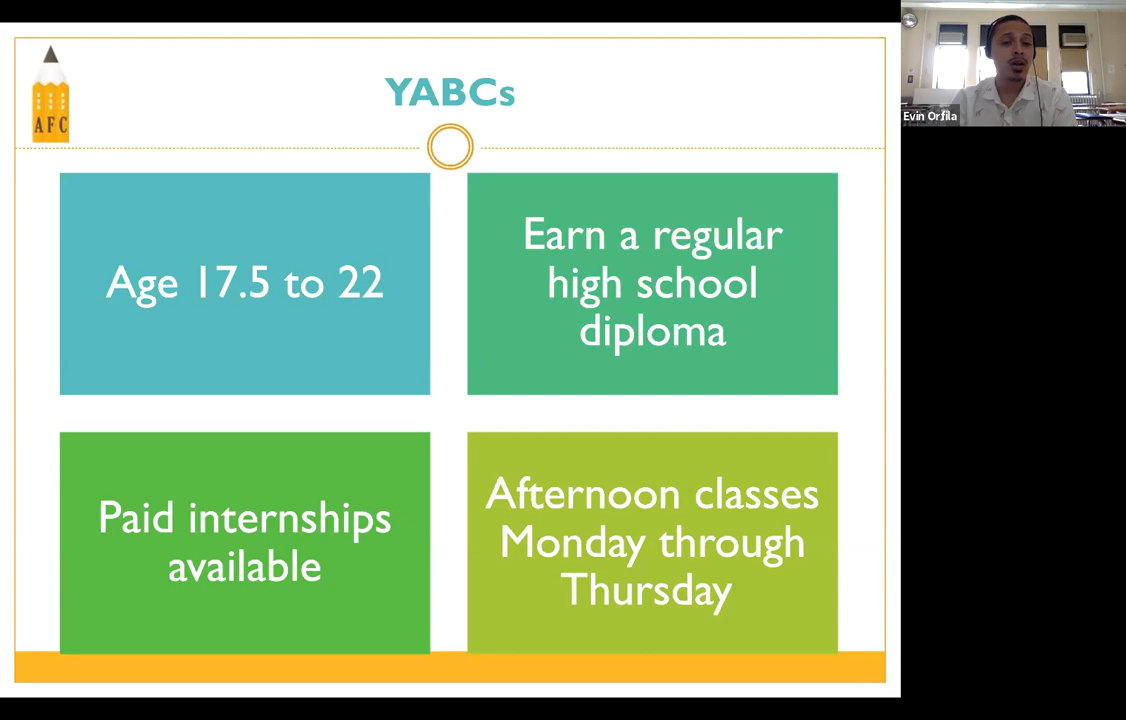 AFC
YABCs
Age 17.5 to 22
Earn a regular
high school
diploma
Paid internships
available
Afternoon classes
Monday through
Thursday
Evin Orfila